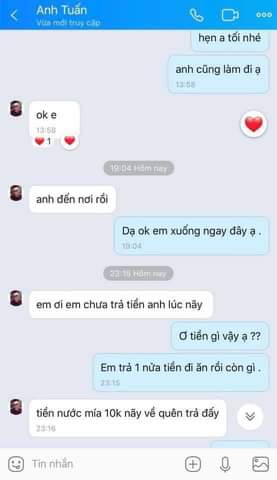 Anh Tuấn
Vừa mới truy cập
hẹn a tối nhé
anh cũng làm đi ạ
13:58
ok e
13:58
1
19:04 Hôm nay
anh đến nơi rồi
Dạ ok em xuống ngay đây ạ .
19:04
23:15 Hôm nay
em ơi em chưa trả tiền anh lúc nãy
Ơ tiền gì vậy ạ ??
Em trả 1 nửa tiền đi ăn rồi còn gì .
23:15
tiền nước mía 10k nãy về quên trả đấy
23:16
Tin nhắn